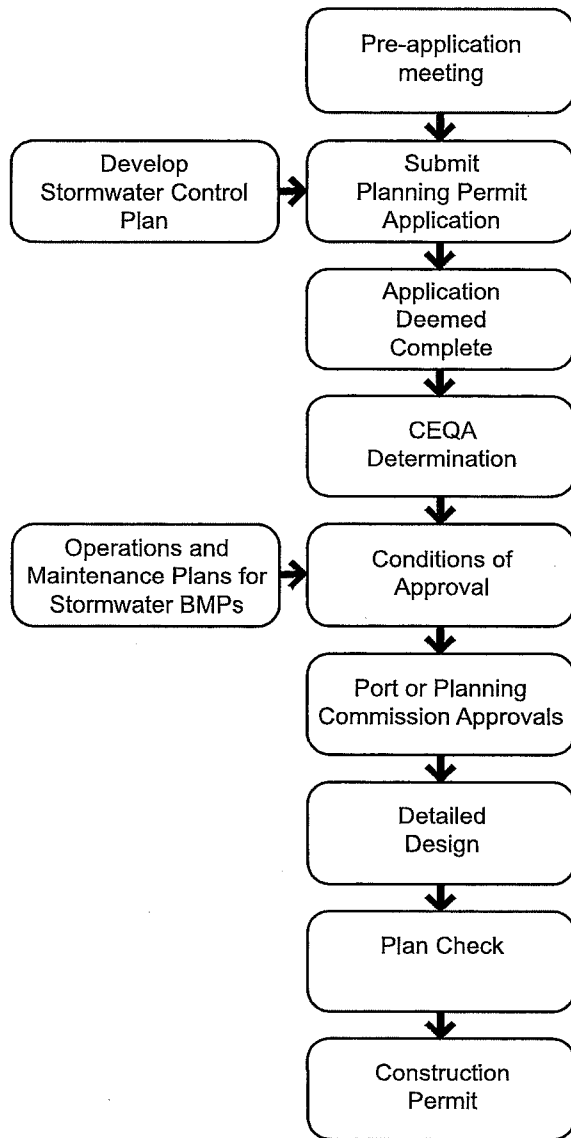 Pre-application
meeting
Develop
Stormwater Control
Plan
Submit
Planning Permit
Application
Application
Deemed
Complete
CEQA
Determination
Operations and
Maintenance Plans for
Stormwater BMPs
Conditions of
Approval
Port or Planning
Commission Approvals
Detailed
Design
Plan Check
Construction
Permit